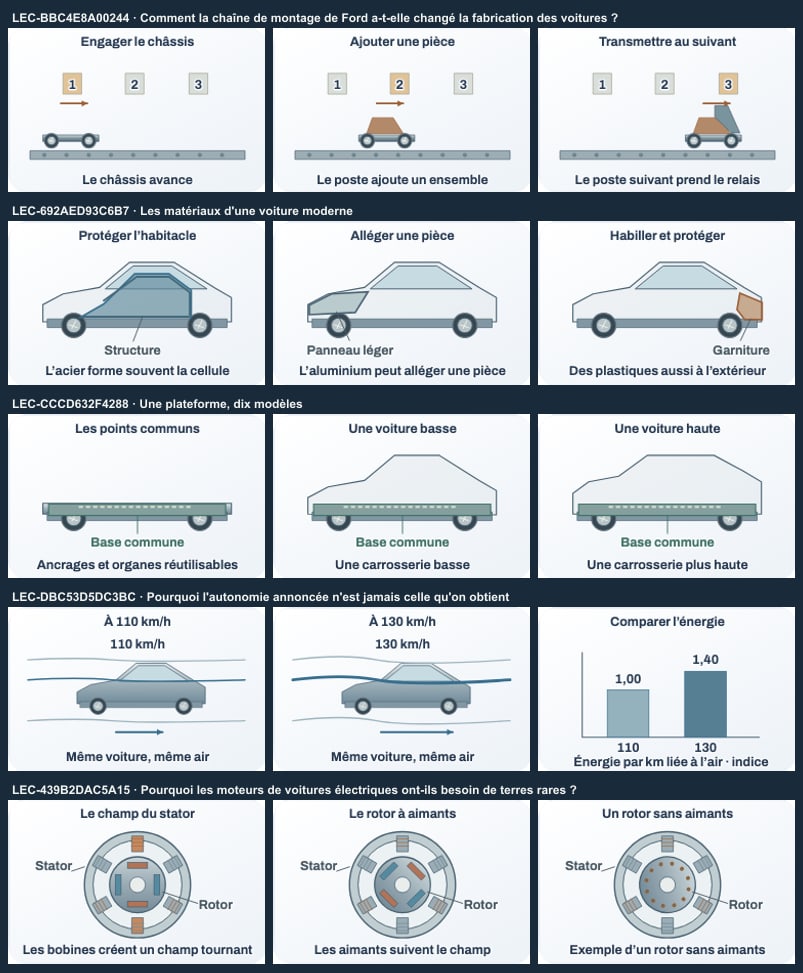 LEC-BBC4E8A00244 · Comment la chaîne de montage de Ford a-t-elle changé la fabrication des voitures ?
Engager le châssis
Ajouter une pièce
Transmettre au suivant
1 2 3
1 2 3
1 2 3
Le châssis avance
Le poste ajoute un ensemble
Le poste suivant prend le relais
LEC-692AED93C6B7 · Les matériaux d'une voiture moderne
Protéger l'habitacle
Alléger une pièce
Habiller et protéger
Structure
Panneau léger
Garniture
L'acier forme souvent la cellule
L'aluminium peut alléger une pièce
Des plastiques aussi à l'extérieur
LEC-CCCD632F4288 · Une plateforme, dix modèles
Les points communs
Une voiture basse
Une voiture haute
Base commune
Base commune
Base commune
Ancrages et organes réutilisables
Une carrosserie basse
Une carrosserie plus haute
LEC-DBC53D5DC3BC · Pourquoi l'autonomie annoncée n'est jamais celle qu'on obtient
À 110 km/h
À 130 km/h
Comparer l'énergie
110 km/h
130 km/h
1,00
1,40
110
130
Même voiture, même air
Même voiture, même air
Énergie par km liée à l'air · indice
LEC-439B2DAC5A15 · Pourquoi les moteurs de voitures électriques ont-ils besoin de terres rares ?
Le champ du stator
Le rotor à aimants
Un rotor sans aimants
Stator
Rotor
Stator
Rotor
Stator
Rotor
Les bobines créent un champ tournant
Les aimants suivent le champ
Exemple d'un rotor sans aimants